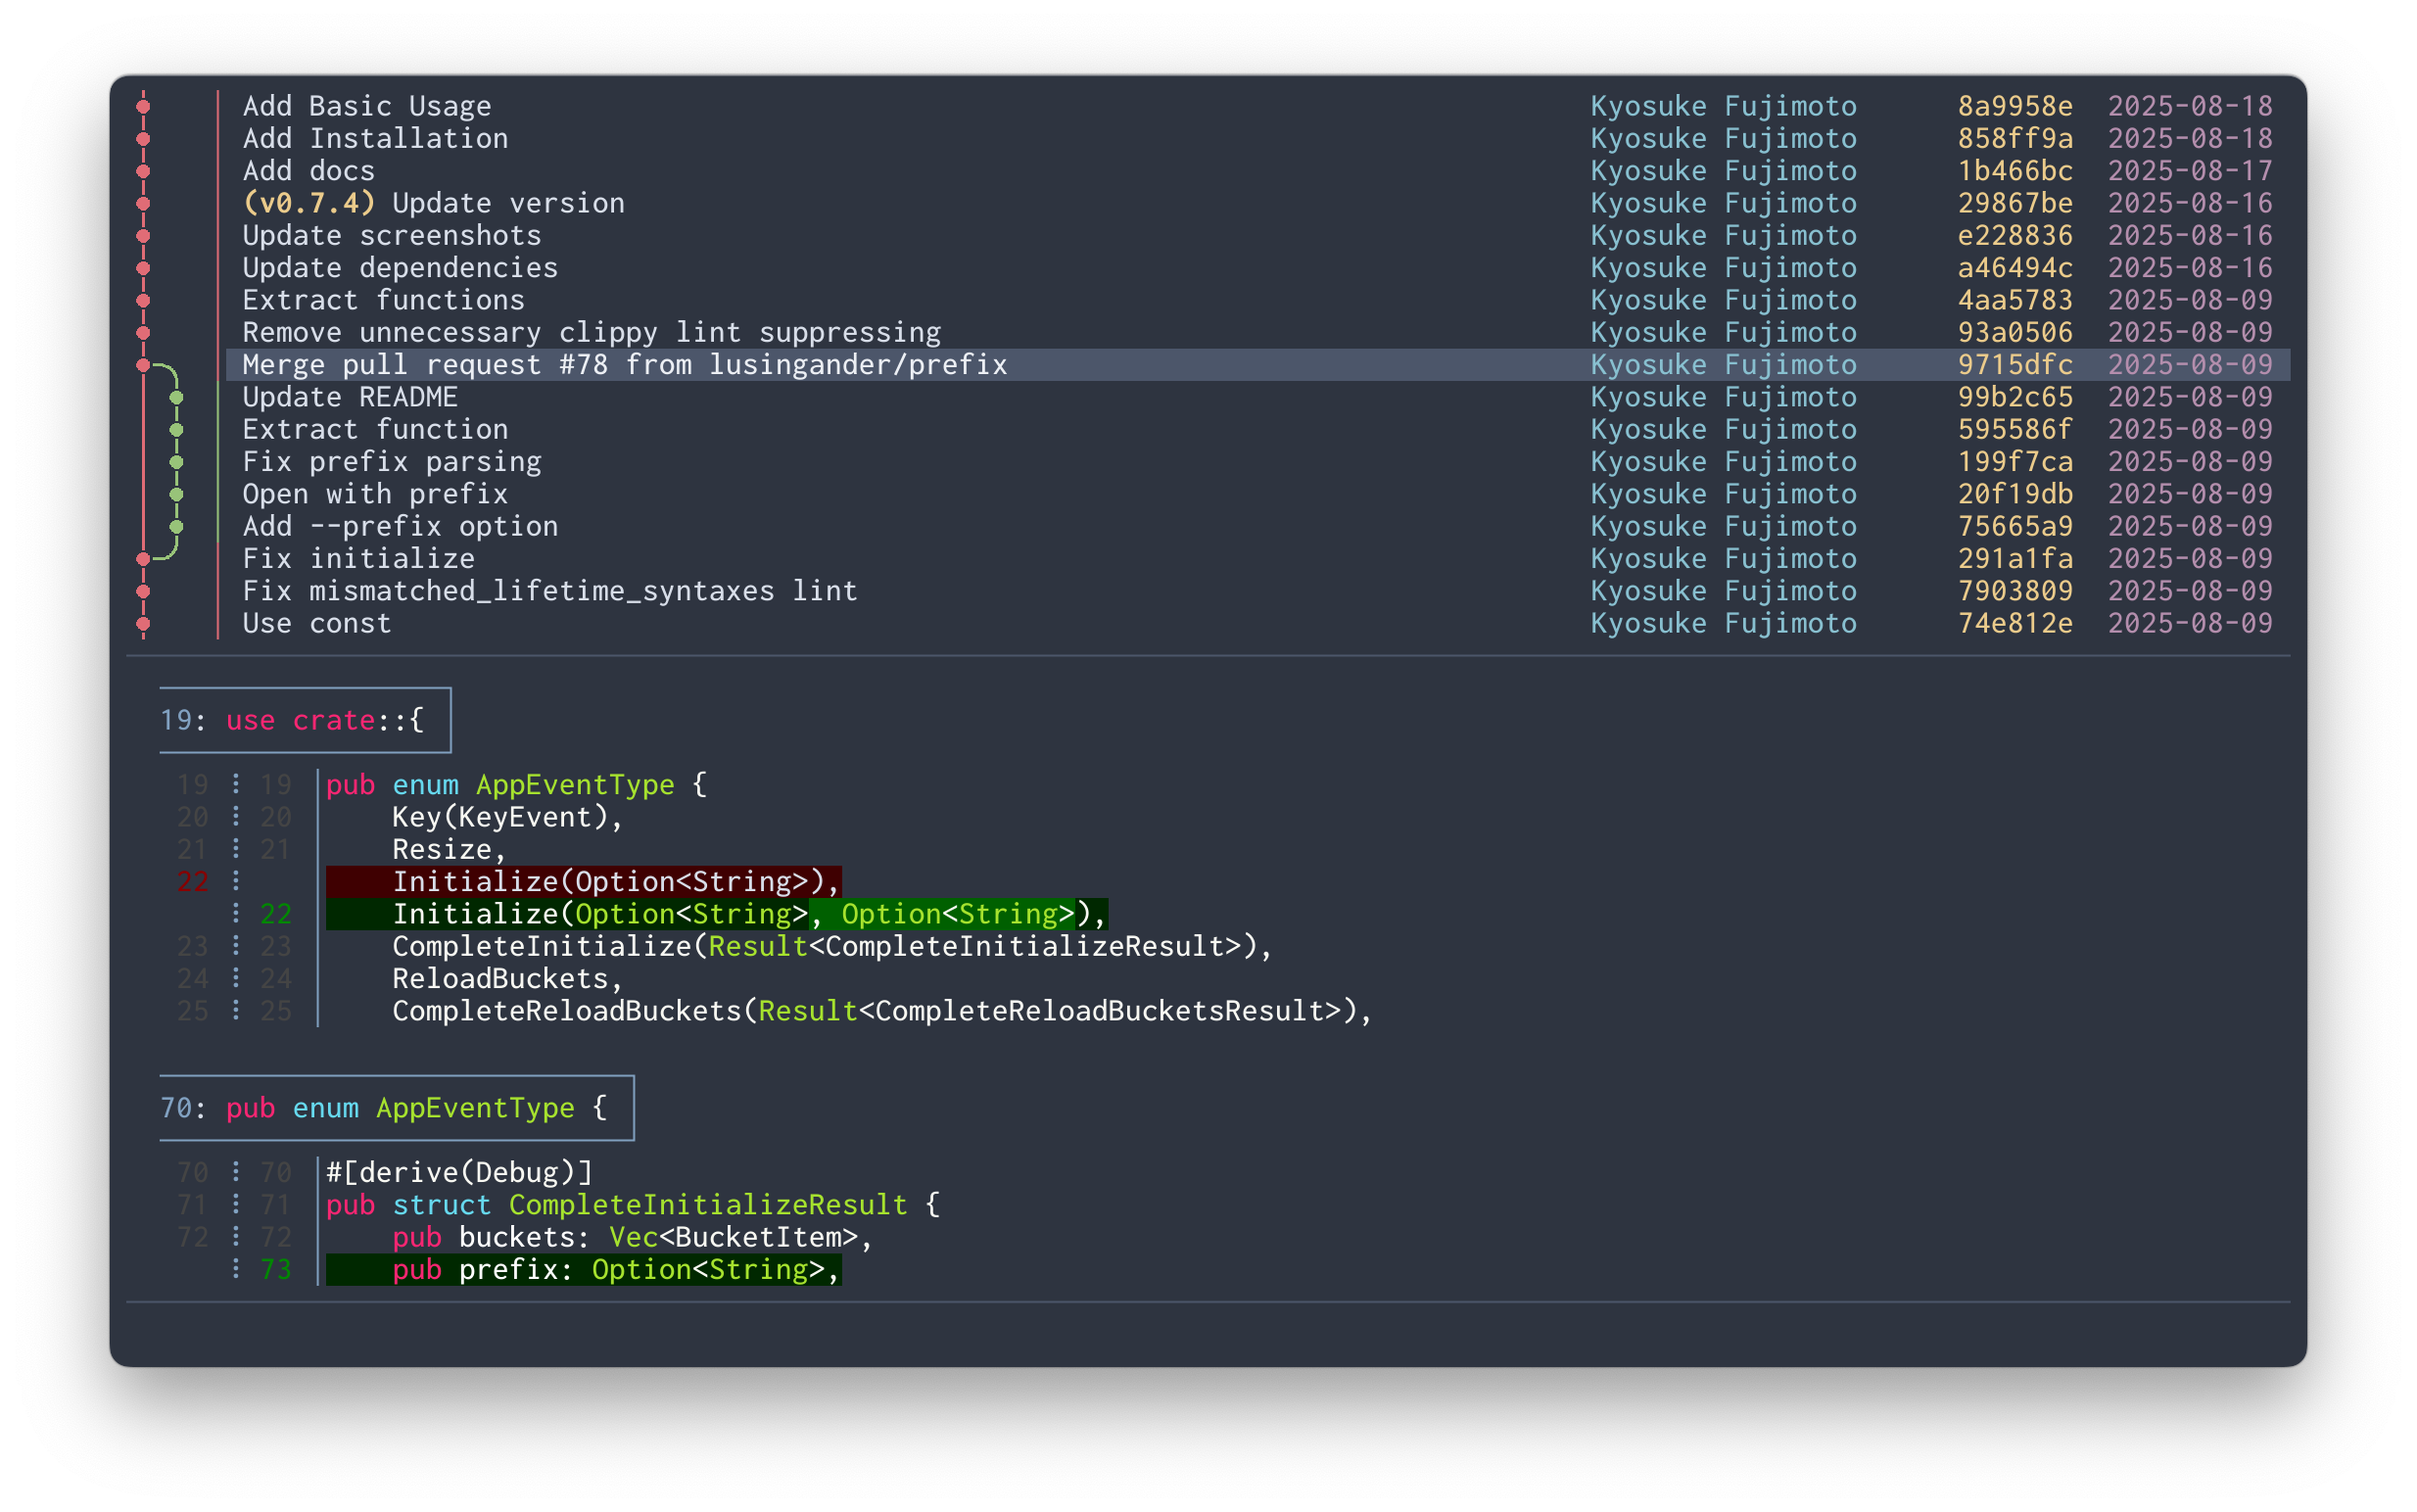 Add Basic Usage Kyosuke Fujimoto 8a9958e 2025-08-18
Add Installation Kyosuke Fujimoto 858ff9a 2025-08-18
Add docs Kyosuke Fujimoto 1b466bc 2025-08-17
(v0.7.4) Update version Kyosuke Fujimoto 29867be 2025-08-16
Update screenshots Kyosuke Fujimoto e228836 2025-08-16
Update dependencies Kyosuke Fujimoto a46494c 2025-08-16
Extract functions Kyosuke Fujimoto 4aa5783 2025-08-09
Remove unnecessary clippy lint suppressing Kyosuke Fujimoto 93a0506 2025-08-09
Merge pull request #78 from lusingander/prefix Kyosuke Fujimoto 9715dfc 2025-08-09
Update README Kyosuke Fujimoto 99b2c65 2025-08-09
Extract function Kyosuke Fujimoto 595586f 2025-08-09
Fix prefix parsing Kyosuke Fujimoto 199f7ca 2025-08-09
Open with prefix Kyosuke Fujimoto 20f19db 2025-08-09
Add --prefix option Kyosuke Fujimoto 75665a9 2025-08-09
Fix initialize Kyosuke Fujimoto 291a1fa 2025-08-09
Fix mismatched_lifetime_syntaxes lint Kyosuke Fujimoto 7903809 2025-08-09
Use const Kyosuke Fujimoto 74e812e 2025-08-09
19: use crate::{
19 ⋮ 19 pub enum AppEventType {
20 ⋮ 20     Key(KeyEvent),
21 ⋮ 21     Resize,
22 ⋮     Initialize(Option<String>),
⋮ 22     Initialize(Option<String>, Option<String>),
23 ⋮ 23     CompleteInitialize(Result<CompleteInitializeResult>),
24 ⋮ 24     ReloadBuckets,
25 ⋮ 25     CompleteReloadBuckets(Result<CompleteReloadBucketsResult>),
70: pub enum AppEventType {
70 ⋮ 70 #[derive(Debug)]
71 ⋮ 71 pub struct CompleteInitializeResult {
72 ⋮ 72     pub buckets: Vec<BucketItem>,
⋮ 73     pub prefix: Option<String>,